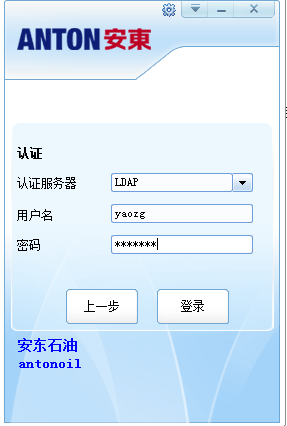 ANTON安東
认证
认证服务器 LDAP
用户名 yaozg
密码 *******
上一步 登录
安东石油
antonoil